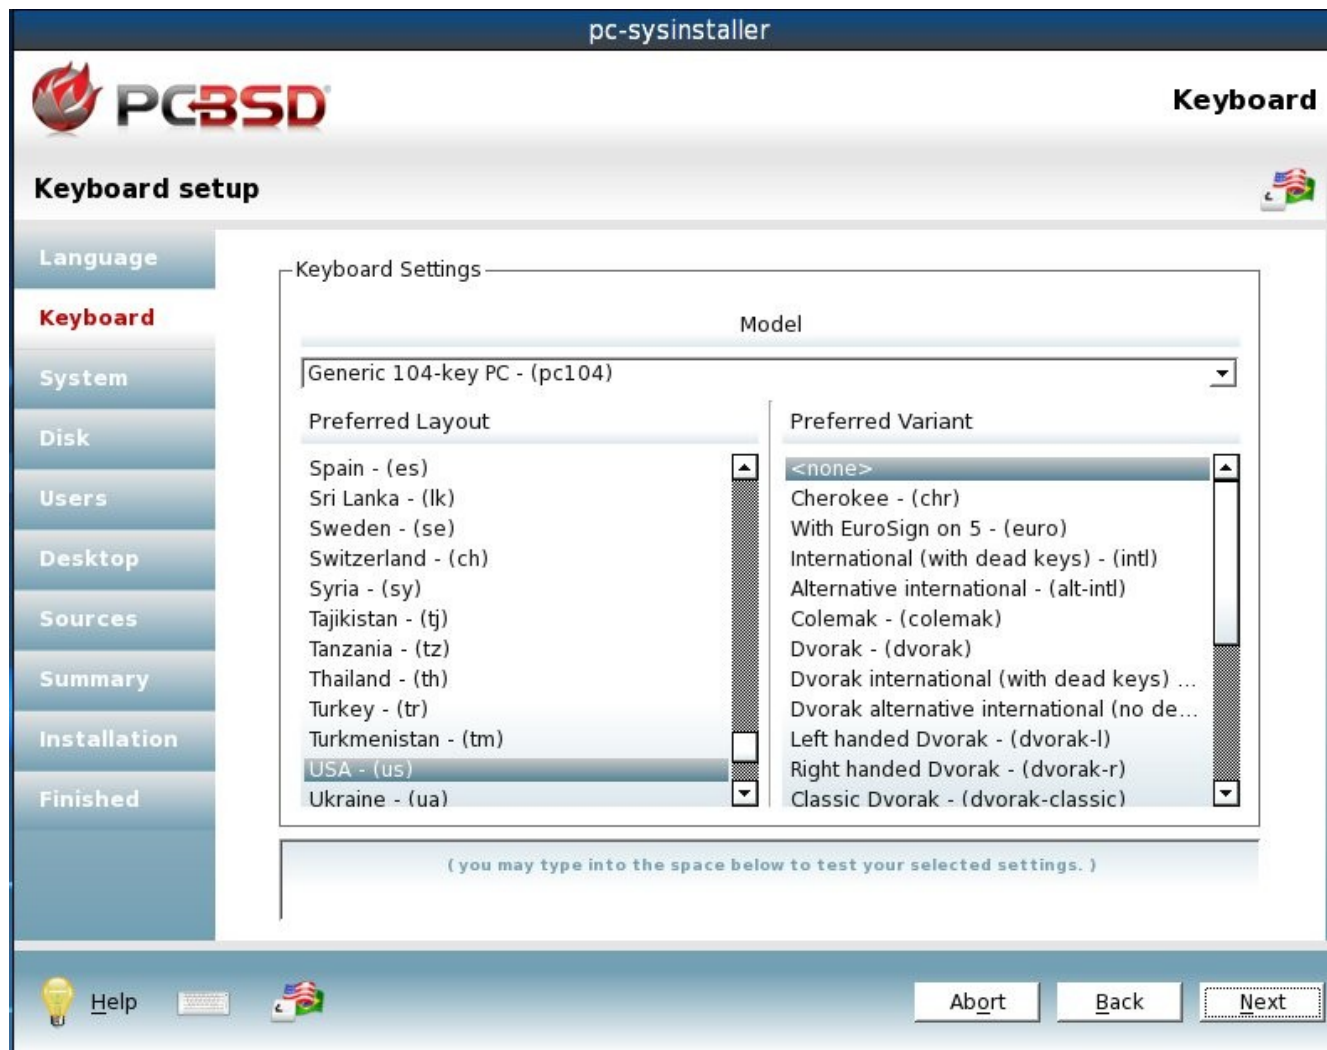 pc-sysinstaller
PCBSD
Keyboard
Keyboard setup
Language
Keyboard
System
Disk
Users
Desktop
Sources
Summary
Installation
Finished
Keyboard Settings
Model
Generic 104-key PC - (pc104)
Preferred Layout
Spain - (es)
Sri Lanka - (lk)
Sweden - (se)
Switzerland - (ch)
Syria - (sy)
Tajikistan - (tj)
Tanzania - (tz)
Thailand - (th)
Turkey - (tr)
Turkmenistan - (tm)
USA - (us)
Ukraine - (ua)
Preferred Variant
<none>
Cherokee - (chr)
With EuroSign on 5 - (euro)
International (with dead keys) - (intl)
Alternative international - (alt-intl)
Colemak - (colemak)
Dvorak - (dvorak)
Dvorak international (with dead keys) ...
Dvorak alternative international (no de...
Left handed Dvorak - (dvorak-l)
Right handed Dvorak - (dvorak-r)
Classic Dvorak - (dvorak-classic)
( you may type into the space below to test your selected settings. )
Help
Abort
Back
Next